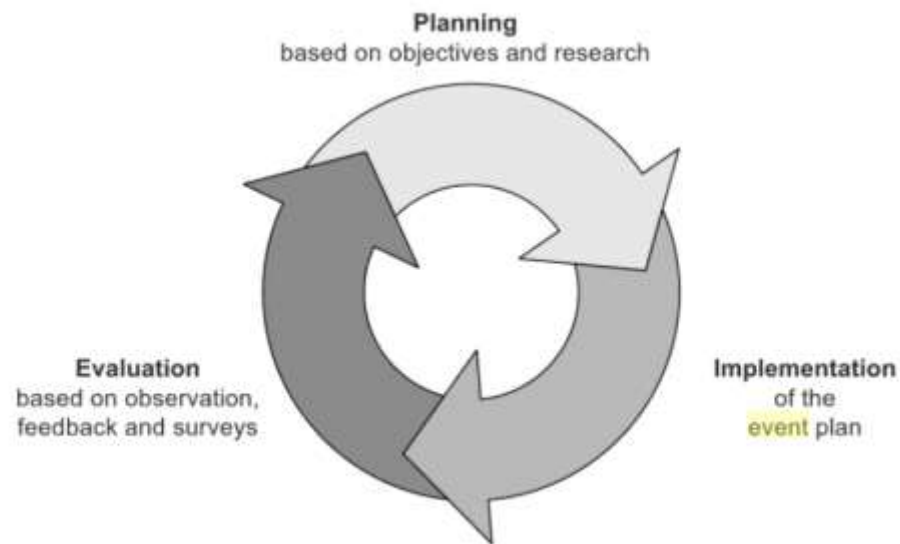 Planning
based on objectives and research
Evaluation
based on observation,
feedback and surveys
Implementation
of the
event plan